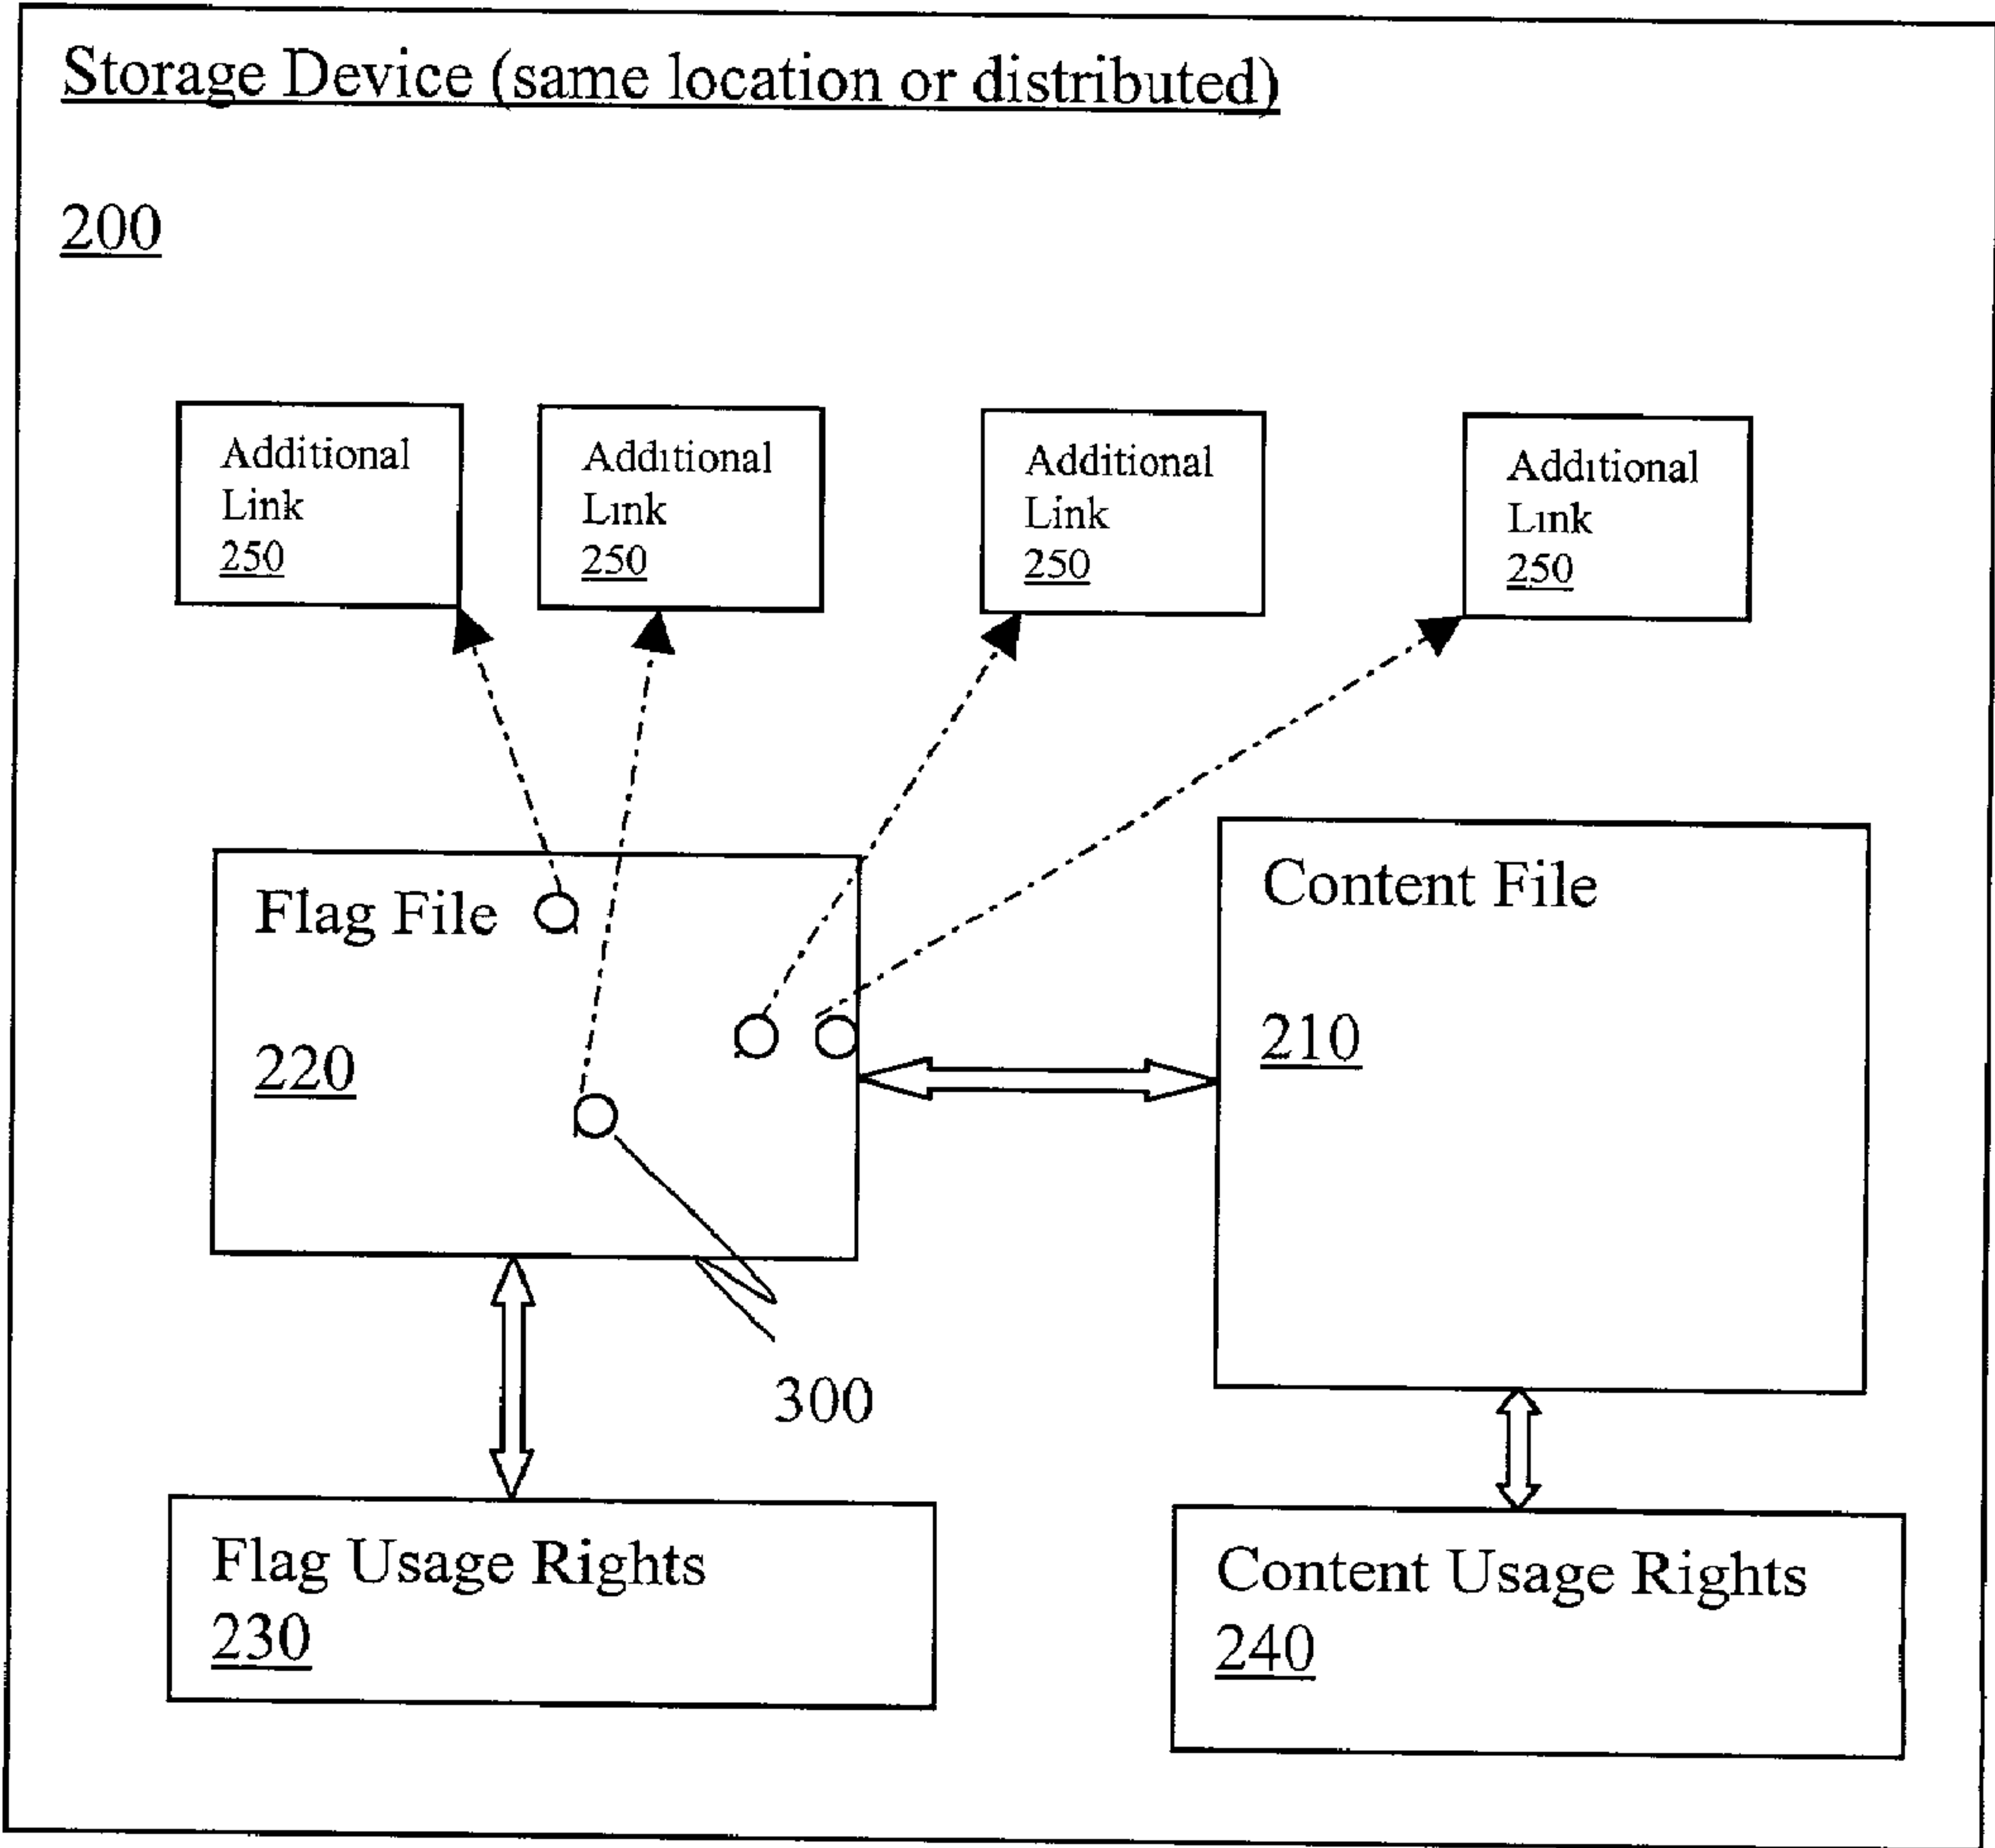 Storage Device (same location or distributed)
200
Additional
Link
250
Additional
Link
250
Additional
Link
250
Additional
Link
250
Flag File
220
Content File
210
300
Flag Usage Rights
230
Content Usage Rights
240